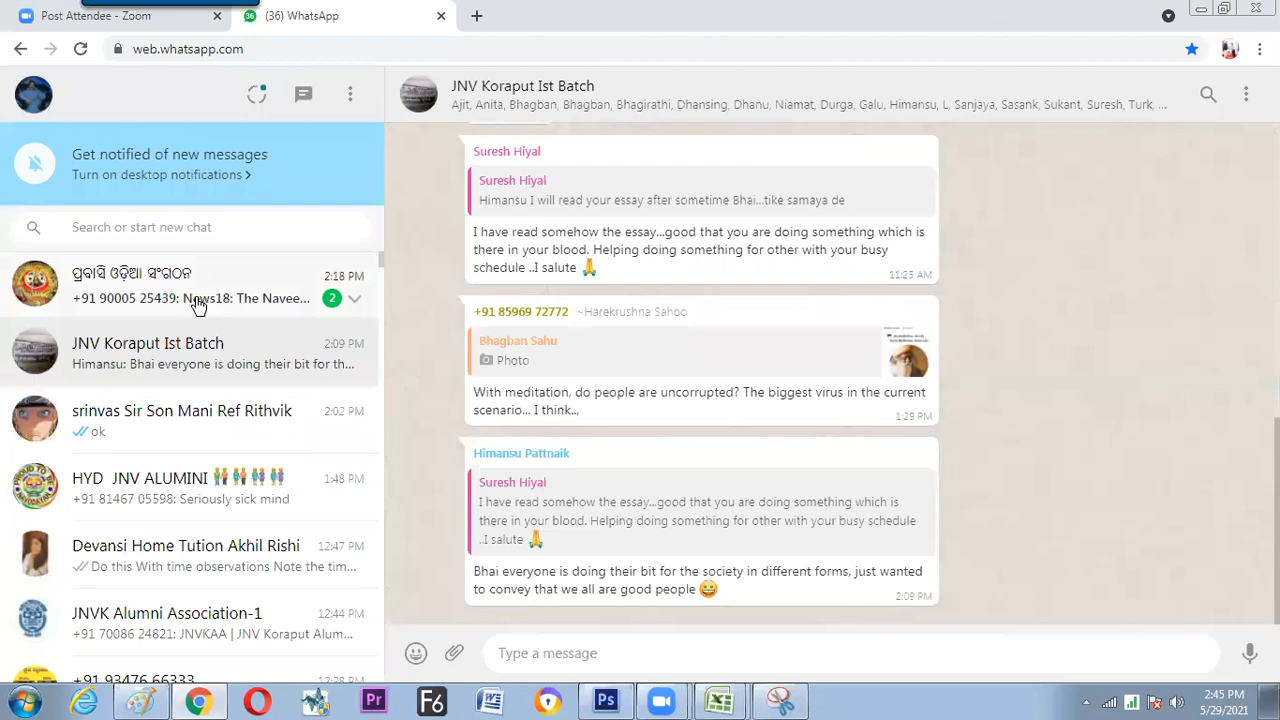 Post Attendee - Zoom
(36) WhatsApp
web.whatsapp.com
JNV Koraput Ist Batch
Ajit, Anita, Bhagban, Bhagban, Bhagirathi, Dhansing, Dhanu, Niamat, Durga, Galu, Himansu, L, Sanjaya, Sasank, Sukant, Suresh, Turk, ...
Get notified of new messages
Turn on desktop notifications >
Search or start new chat
ପ୍ରବାସି ଓଡ଼ିଆ ସଂଗଠନ
2:18 PM
+91 90005 25439: News18: The Navee...
2
JNV Koraput Ist Batch
2:09 PM
Himansu: Bhai everyone is doing their bit for th...
srinvas Sir Son Mani Ref Rithvik
2:02 PM
ok
HYD JNV ALUMINI
1:48 PM
+91 81467 05598: Seriously sick mind
Devansi Home Tution Akhil Rishi
12:47 PM
Do this With time observations Note the tim...
JNVK Alumni Association-1
12:44 PM
+91 70086 24821: JNVKAA | JNV Koraput Alum...
+91 93476 66333
12:28 PM
Suresh Hiyal
Suresh Hiyal
Himansu I will read your essay after sometime Bhai...tike samaya de
I have read somehow the essay...good that you are doing something which is
there in your blood. Helping doing something for other with your busy
schedule ..I salute 🙏
11:25 AM
+91 85969 72772 ~Harekrushna Sahoo
Bhagban Sahu
Photo
With meditation, do people are uncorrupted? The biggest virus in the current
scenario... I think..,
1:29 PM
Himansu Pattnaik
Suresh Hiyal
I have read somehow the essay...good that you are doing something which is
there in your blood. Helping doing something for other with your busy schedule
..I salute 🙏
Bhai everyone is doing their bit for the society in different forms, just wanted
to convey that we all are good people 😄
2:09 PM
Type a message
Pr
F6
Ps
2:45 PM
5/29/2021